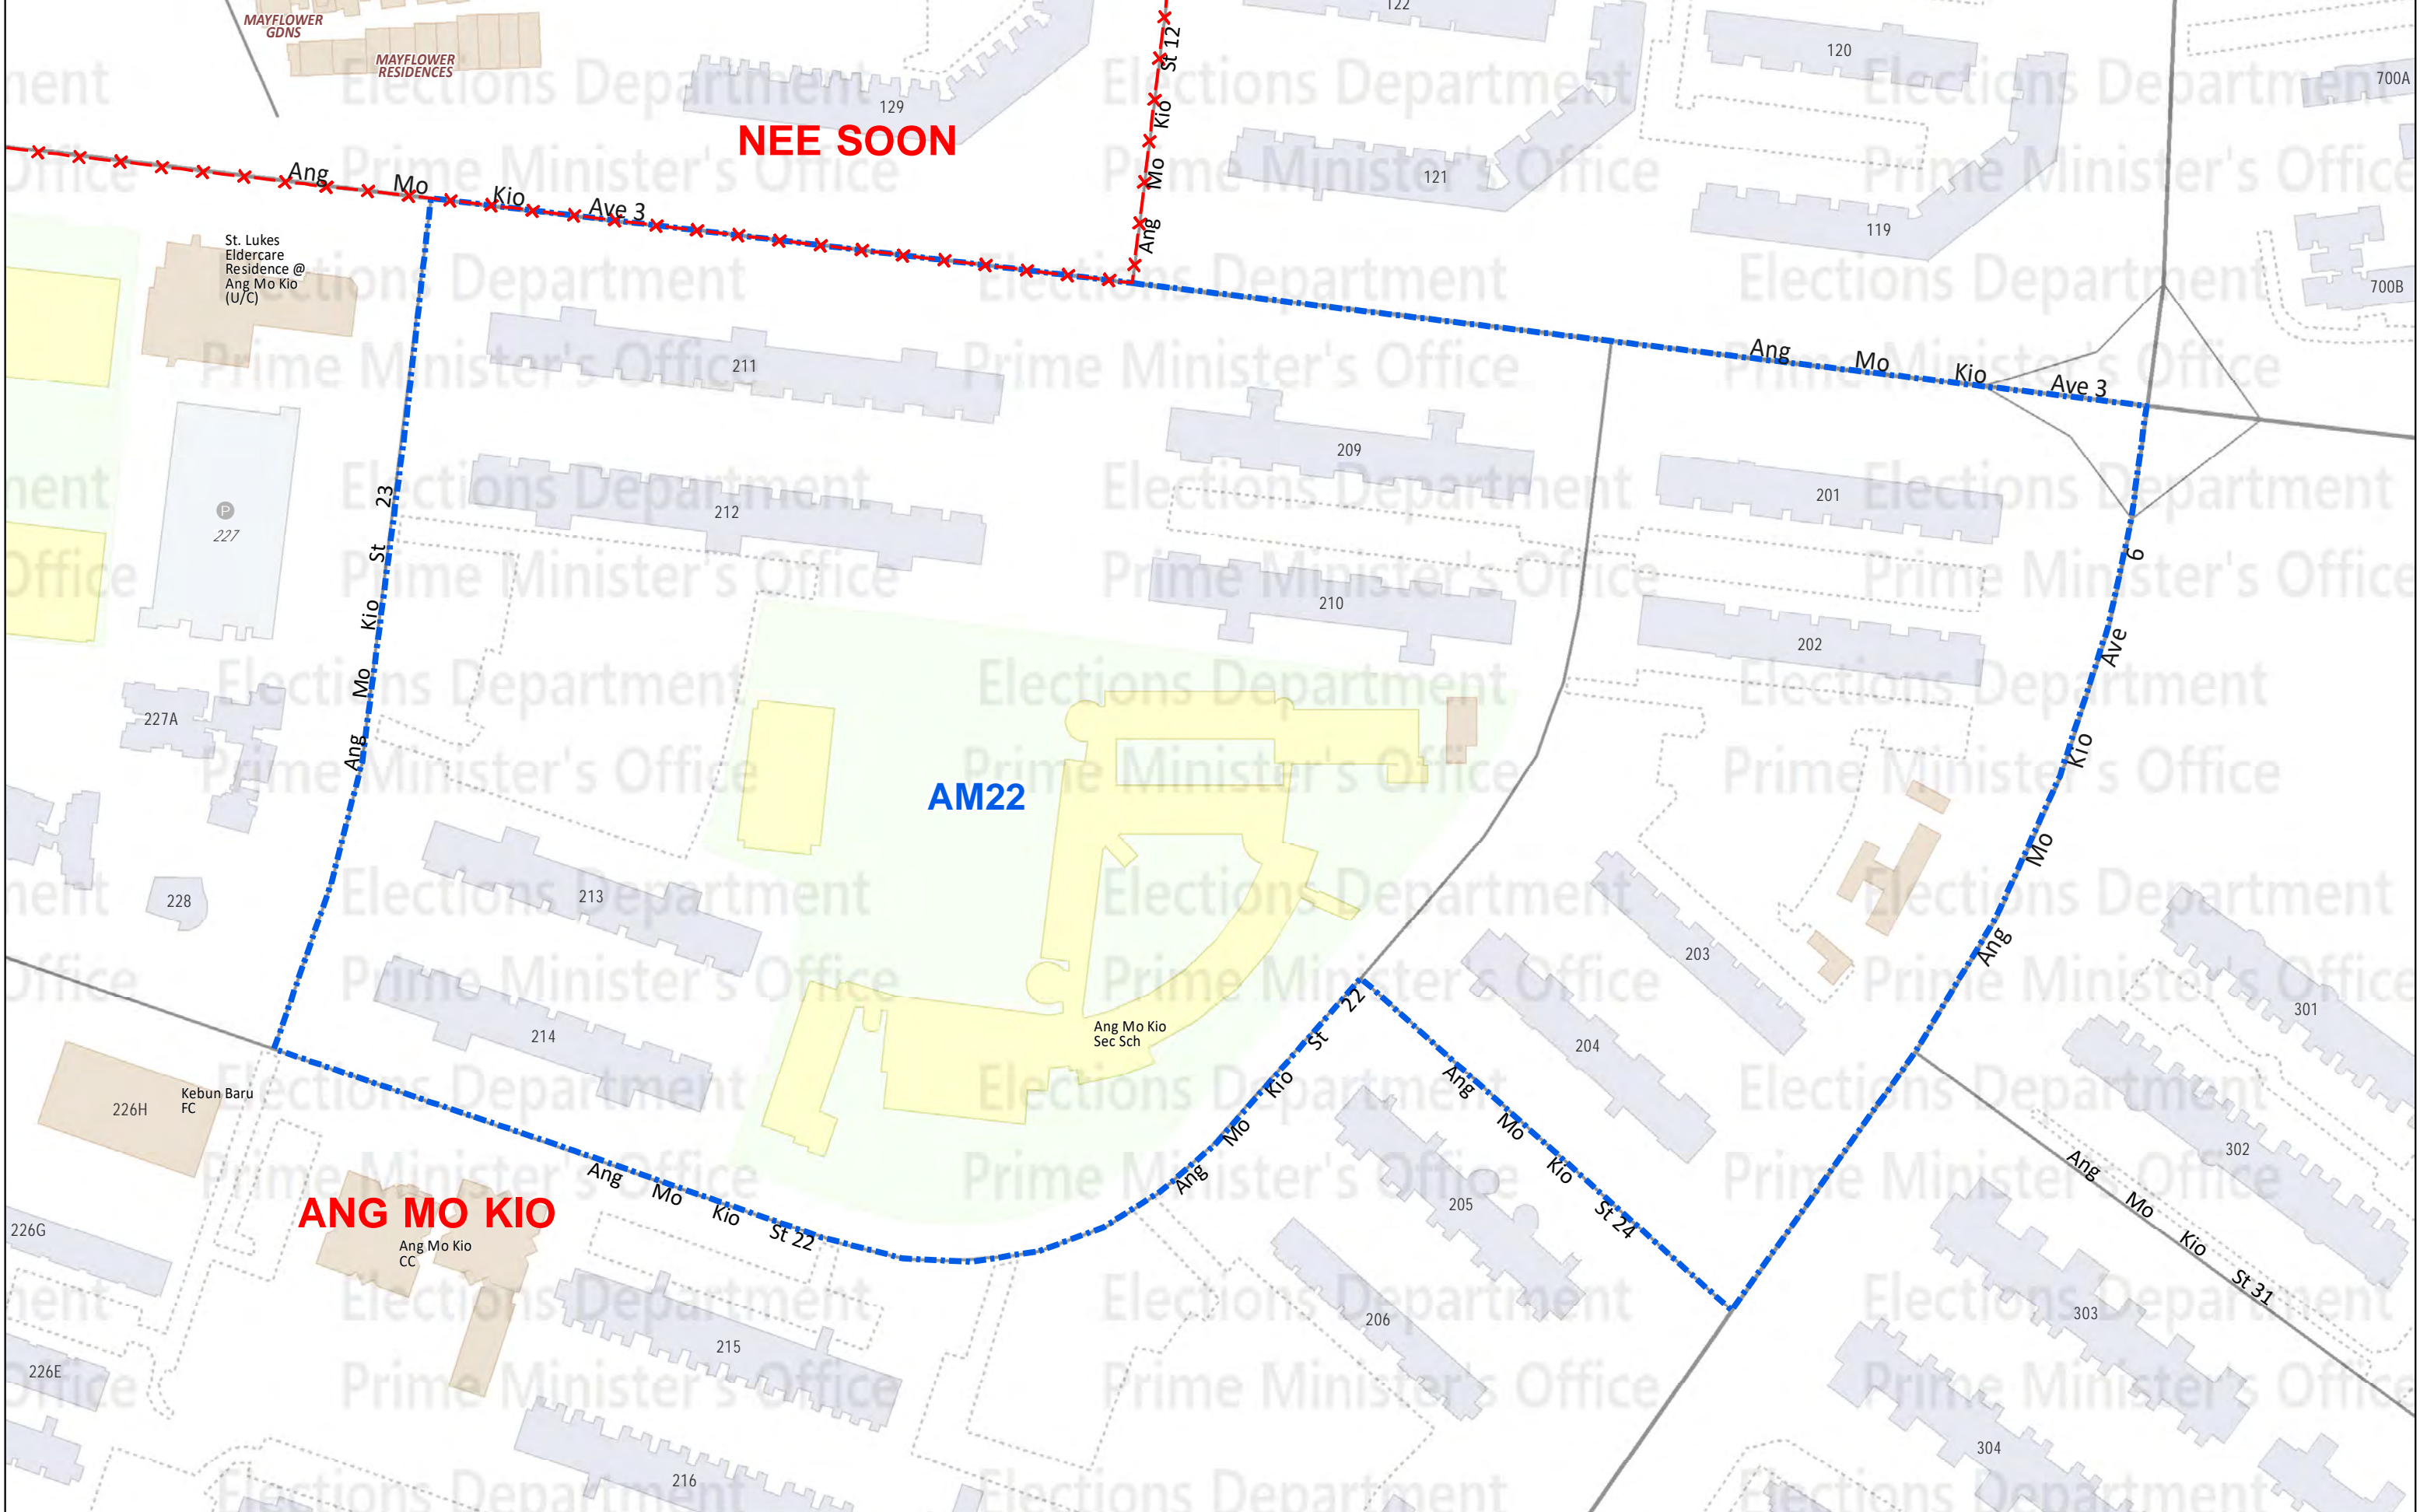 MAYFLOWER
GDNS
MAYFLOWER
RESIDENCES
129
NEE SOON
Ang Mo Kio St 12
122
120
121
119
700A
700B
Ang Mo Kio Ave 3
St. Lukes
Eldercare
Residence @
Ang Mo Kio
(U/C)
211
212
209
210
201
202
Ang Mo Kio Ave 3
P
227
Ang Mo Kio St 23
227A
228
AM22
213
214
Ang Mo Kio
Sec Sch
203
204
Ang Mo Kio Ave 6
301
302
303
304
Ang Mo Kio St 31
Kebun Baru
FC
226H
ANG MO KIO
Ang Mo Kio
CC
226G
226E
Ang Mo Kio St 22
Ang Mo Kio St 22
Ang Mo Kio St 24
205
206
215
216
Elections Department
Prime Minister's Office